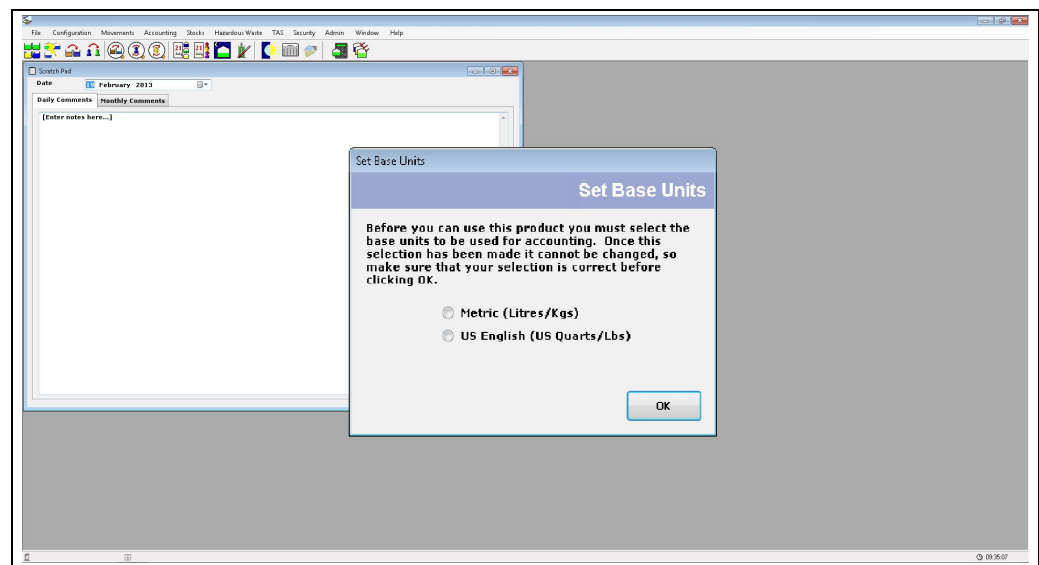 File Configuration Movements Accounting Stocks Hazardous Waste TAS Security Admin Window Help
Scratch Pad
Date 19 February 2013
Daily Comments Monthly Comments
[Enter notes here...]
Set Base Units
Set Base Units
Before you can use this product you must select the
base units to be used for accounting. Once this
selection has been made it cannot be changed, so
make sure that your selection is correct before
clicking OK.
Metric (Litres/Kgs)
US English (US Quarts/Lbs)
OK
09:35:07